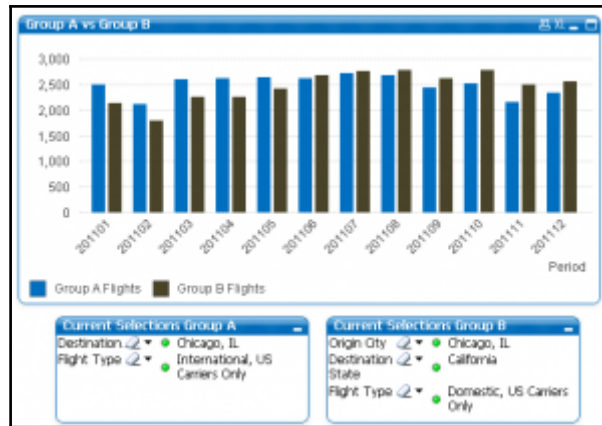 Group A vs Group B
XL
3,000
2,500
2,000
1,500
1,000
500
0
201101 201102 201103 201104 201105 201106 201107 201108 201109 201110 201111 201112
Period
Group A Flights Group B Flights
Current Selections Group A
Destination Chicago, IL
Flight Type International, US
Carriers Only
Current Selections Group B
Origin City Chicago, IL
Destination California
State
Flight Type Domestic, US Carriers
Only